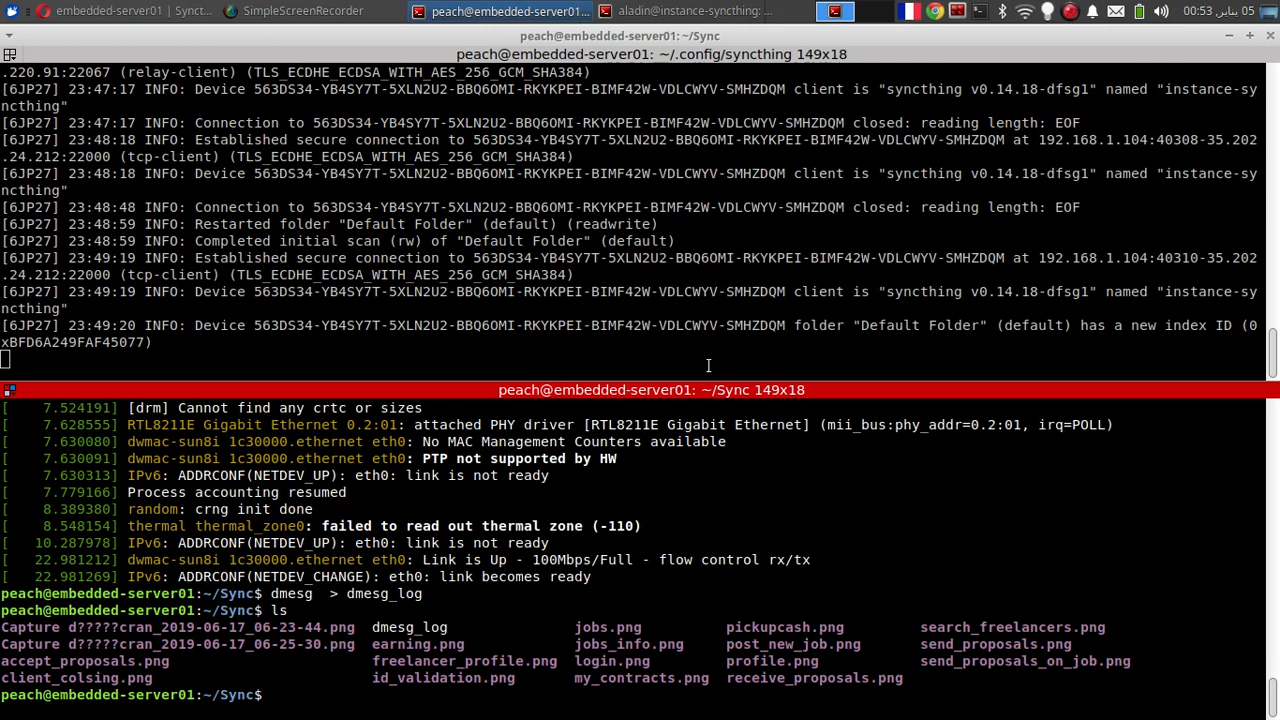 embedded-server01 | Synct...
SimpleScreenRecorder
peach@embedded-server01...
aladin@instance-syncthing: ...
05 يناير, 00:53
peach@embedded-server01: ~/Sync
peach@embedded-server01: ~/.config/syncthing 149x18
.220.91:22067 (relay-client) (TLS_ECDHE_ECDSA_WITH_AES_256_GCM_SHA384)
[6JP27] 23:47:17 INFO: Device 563DS34-YB4SY7T-5XLN2U2-BBQ6OMI-RKYKPEI-BIMF42W-VDLCWYV-SMHZDQM client is "syncthing v0.14.18-dfsg1" named "instance-sy
ncthing"
[6JP27] 23:47:17 INFO: Connection to 563DS34-YB4SY7T-5XLN2U2-BBQ6OMI-RKYKPEI-BIMF42W-VDLCWYV-SMHZDQM closed: reading length: EOF
[6JP27] 23:48:18 INFO: Established secure connection to 563DS34-YB4SY7T-5XLN2U2-BBQ6OMI-RKYKPEI-BIMF42W-VDLCWYV-SMHZDQM at 192.168.1.104:40308-35.202
.24.212:22000 (tcp-client) (TLS_ECDHE_ECDSA_WITH_AES_256_GCM_SHA384)
[6JP27] 23:48:18 INFO: Device 563DS34-YB4SY7T-5XLN2U2-BBQ6OMI-RKYKPEI-BIMF42W-VDLCWYV-SMHZDQM client is "syncthing v0.14.18-dfsg1" named "instance-sy
ncthing"
[6JP27] 23:48:48 INFO: Connection to 563DS34-YB4SY7T-5XLN2U2-BBQ6OMI-RKYKPEI-BIMF42W-VDLCWYV-SMHZDQM closed: reading length: EOF
[6JP27] 23:48:59 INFO: Restarted folder "Default Folder" (default) (readwrite)
[6JP27] 23:48:59 INFO: Completed initial scan (rw) of "Default Folder" (default)
[6JP27] 23:49:19 INFO: Established secure connection to 563DS34-YB4SY7T-5XLN2U2-BBQ6OMI-RKYKPEI-BIMF42W-VDLCWYV-SMHZDQM at 192.168.1.104:40310-35.202
.24.212:22000 (tcp-client) (TLS_ECDHE_ECDSA_WITH_AES_256_GCM_SHA384)
[6JP27] 23:49:19 INFO: Device 563DS34-YB4SY7T-5XLN2U2-BBQ6OMI-RKYKPEI-BIMF42W-VDLCWYV-SMHZDQM client is "syncthing v0.14.18-dfsg1" named "instance-sy
ncthing"
[6JP27] 23:49:20 INFO: Device 563DS34-YB4SY7T-5XLN2U2-BBQ6OMI-RKYKPEI-BIMF42W-VDLCWYV-SMHZDQM folder "Default Folder" (default) has a new index ID (0
xBFD6A249FAF45077)
peach@embedded-server01: ~/Sync 149x18
[    7.524191] [drm] Cannot find any crtc or sizes
[    7.628555] RTL8211E Gigabit Ethernet 0.2:01: attached PHY driver [RTL8211E Gigabit Ethernet] (mii_bus:phy_addr=0.2:01, irq=POLL)
[    7.630080] dwmac-sun8i 1c30000.ethernet eth0: No MAC Management Counters available
[    7.630091] dwmac-sun8i 1c30000.ethernet eth0: PTP not supported by HW
[    7.630313] IPv6: ADDRCONF(NETDEV_UP): eth0: link is not ready
[    7.779166] Process accounting resumed
[    8.389380] random: crng init done
[    8.548154] thermal thermal_zone0: failed to read out thermal zone (-110)
[   10.287978] IPv6: ADDRCONF(NETDEV_UP): eth0: link is not ready
[   22.981212] dwmac-sun8i 1c30000.ethernet eth0: Link is Up - 100Mbps/Full - flow control rx/tx
[   22.981269] IPv6: ADDRCONF(NETDEV_CHANGE): eth0: link becomes ready
peach@embedded-server01:~/Sync$ dmesg  > dmesg_log
peach@embedded-server01:~/Sync$ ls
Capture d?????cran_2019-06-17_06-23-44.png  dmesg_log  jobs.png  pickupcash.png  search_freelancers.png
Capture d?????cran_2019-06-17_06-25-30.png  earning.png  jobs_info.png  post_new_job.png  send_proposals.png
accept_proposals.png  freelancer_profile.png  login.png  profile.png  send_proposals_on_job.png
client_colsing.png  id_validation.png  my_contracts.png  receive_proposals.png
peach@embedded-server01:~/Sync$